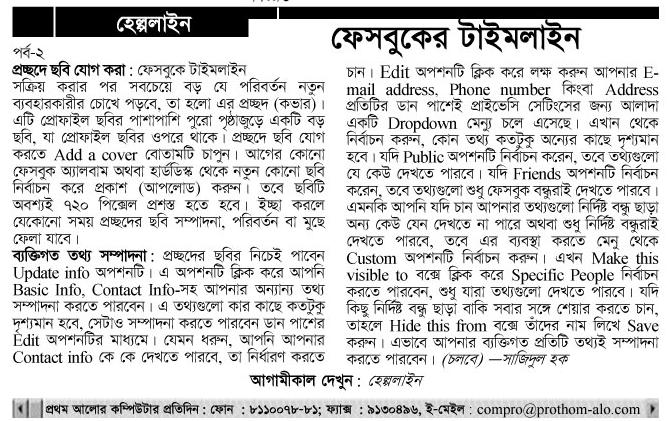 হেল্পলাইন
ফেসবুকের টাইমলাইন
পর্ব-২
প্রচ্ছদে ছবি যোগ করা : ফেসবুকে টাইমলাইন
সক্রিয় করার পর সবচেয়ে বড় যে পরিবর্তন নতুন
ব্যবহারকারীর চোখে পড়বে, তা হলো এর প্রচ্ছদ (কভার)।
এটি প্রোফাইল ছবির পাশাপাশি পুরো পৃষ্ঠাজুড়ে একটি বড়
ছবি, যা প্রোফাইল ছবির ওপরে থাকে। প্রচ্ছদে ছবি যোগ
করতে Add a cover বোতামটি চাপুন। আগের কোনো
ফেসবুক অ্যালবাম অথবা হার্ডডিস্ক থেকে নতুন কোনো ছবি
নির্বাচন করে প্রকাশ (আপলোড) করুন। তবে ছবিটি
অবশ্যই ৭২০ পিক্সেল প্রশস্ত হতে হবে। ইচ্ছা করলে
যেকোনো সময় প্রচ্ছদের ছবি সম্পাদনা, পরিবর্তন বা মুছে
ফেলা যাবে।
ব্যক্তিগত তথ্য সম্পাদনা : প্রচ্ছদের ছবির নিচেই পাবেন
Update info অপশনটি। এ অপশনটি ক্লিক করে আপনি
Basic Info, Contact Info-সহ আপনার অন্যান্য তথ্য
সম্পাদনা করতে পারবেন। এ তথ্যগুলো কার কাছে কতটুকু
দৃশ্যমান হবে, সেটাও সম্পাদনা করতে পারবেন ডান পাশের
Edit অপশনটির মাধ্যমে। যেমন ধরুন, আপনি আপনার
Contact info কে কে দেখতে পারবে, তা নির্ধারণ করতে
চান। Edit অপশনটি ক্লিক করে লক্ষ করুন আপনার E-
mail address, Phone number কিংবা Address
প্রতিটির ডান পাশেই প্রাইভেসি সেটিংসের জন্য আলাদা
একটি Dropdown মেন্যু চলে এসেছে। এখান থেকে
নির্বাচন করুন, কোন তথ্য কতটুকু অন্যের কাছে দৃশ্যমান
হবে। যদি Public অপশনটি নির্বাচন করেন, তবে তথ্যগুলো
যে কেউ দেখতে পারবে। যদি Friends অপশনটি নির্বাচন
করেন, তবে তথ্যগুলো শুধু ফেসবুক বন্ধুরাই দেখতে পারবে।
এমনকি আপনি যদি চান আপনার তথ্যগুলো নির্দিষ্ট বন্ধু ছাড়া
অন্য কেউ যেন দেখতে না পারে অথবা শুধু নির্দিষ্ট বন্ধুরাই
দেখতে পারবে, তবে এর ব্যবস্থা করতে মেনু থেকে
Custom অপশনটি নির্বাচন করুন। এখন Make this
visible to বক্সে ক্লিক করে Specific People নির্বাচন
করতে পারবেন, শুধু যারা তথ্যগুলো দেখতে পারবে। যদি
কিছু নির্দিষ্ট বন্ধু ছাড়া বাকি সবার সঙ্গে শেয়ার করতে চান,
তাহলে Hide this from বক্সে তাঁদের নাম লিখে Save
করুন। এভাবে আপনার ব্যক্তিগত প্রতিটি তথ্যই সম্পাদনা
করতে পারবেন। (চলবে) —সাজিদুল হক
আগামীকাল দেখুন : হেল্পলাইন
প্রথম আলোর কম্পিউটার প্রতিদিন : ফোন : ৮১১০০৭৮-৮১; ফ্যাক্স : ৯১৩০৪৯৬, ই-মেইল : compro@prothom-alo.com